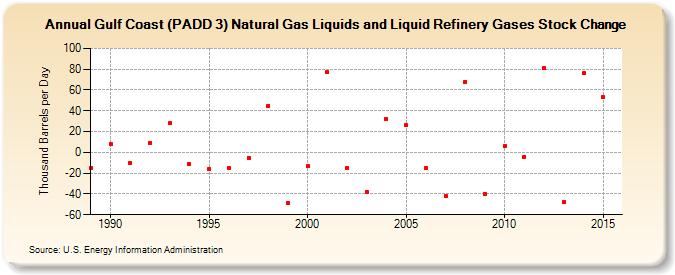 Annual Gulf Coast (PADD 3) Natural Gas Liquids and Liquid Refinery Gases Stock Change
Thousand Barrels per Day
100
80
60
40
20
0
-20
-40
-60
1990 1995 2000 2005 2010 2015
Source: U.S. Energy Information Administration